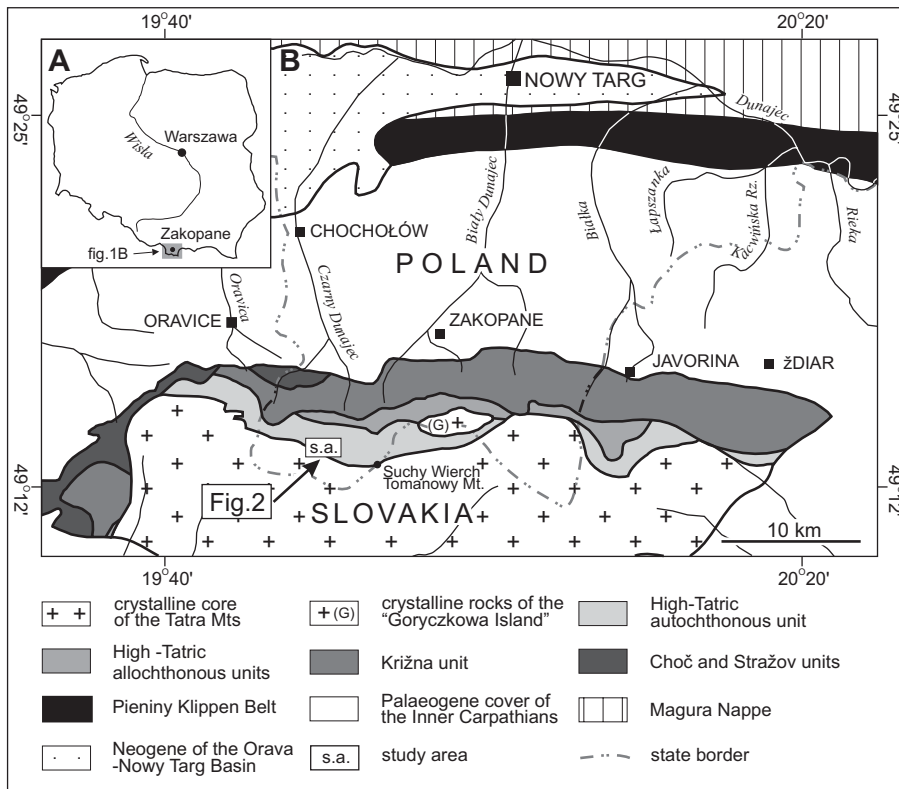 19°40'
20°20'
A
B
NOWY TARG
Dunajec
49°25'
49°25'
Wisła
Warszawa
Biały Dunajec
Białka
Łapszanka
Kacwińska Rz.
Rieka
Zakopane
fig.1B
CHOCHOŁÓW
POLAND
Oravica
Czarny Dunajec
ORAVICE
ZAKOPANE
JAVORINA
žDIAR
(G)
s.a.
Suchy Wierch
Tomanowy Mt.
49°12'
49°12'
Fig.2
SLOVAKIA
10 km
19°40'
20°20'
crystalline core
of the Tatra Mts
(G)
crystalline rocks of the
"Goryczkowa Island"
High-Tatric
autochthonous unit
High -Tatric
allochthonous units
Križna unit
Choč and Stražov units
Pieniny Klippen Belt
Palaeogene cover of
the Inner Carpathians
Magura Nappe
Neogene of the Orava
-Nowy Targ Basin
s.a.
study area
state border